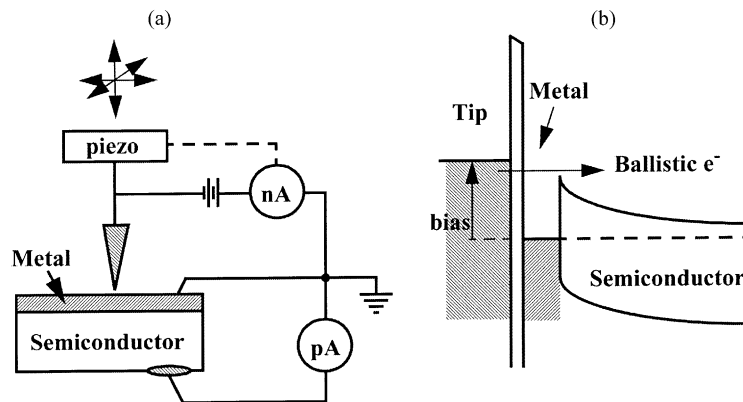 (a)
piezo
nA
Metal
Semiconductor
pA
(b)
Metal
Tip
Ballistic e-
bias
Semiconductor